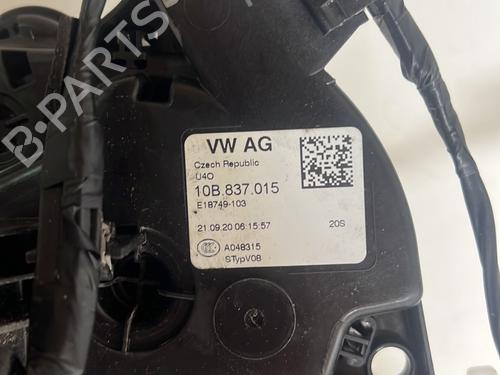 B-PARTS
VW AG
Czech Republic
U4O
10B.837.015
E18749-103
21.09.20 06:15:57 20S
A048315
STypV08